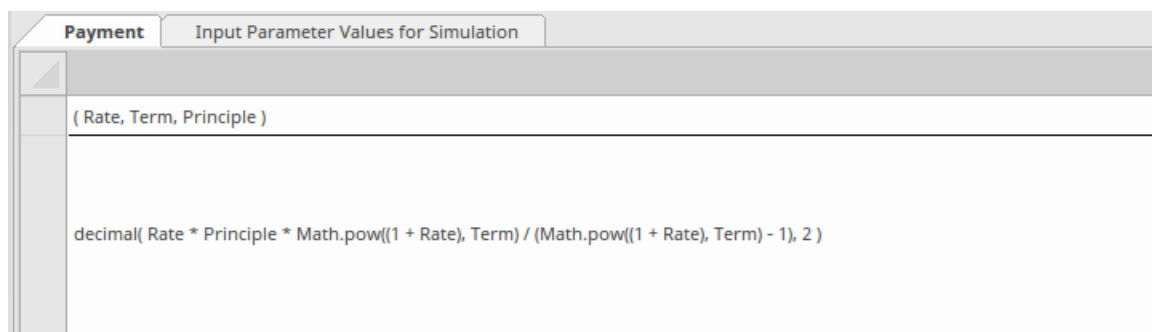 Payment Input Parameter Values for Simulation
( Rate, Term, Principle )
decimal( Rate * Principle * Math.pow((1 + Rate), Term) / (Math.pow((1 + Rate), Term) - 1), 2 )